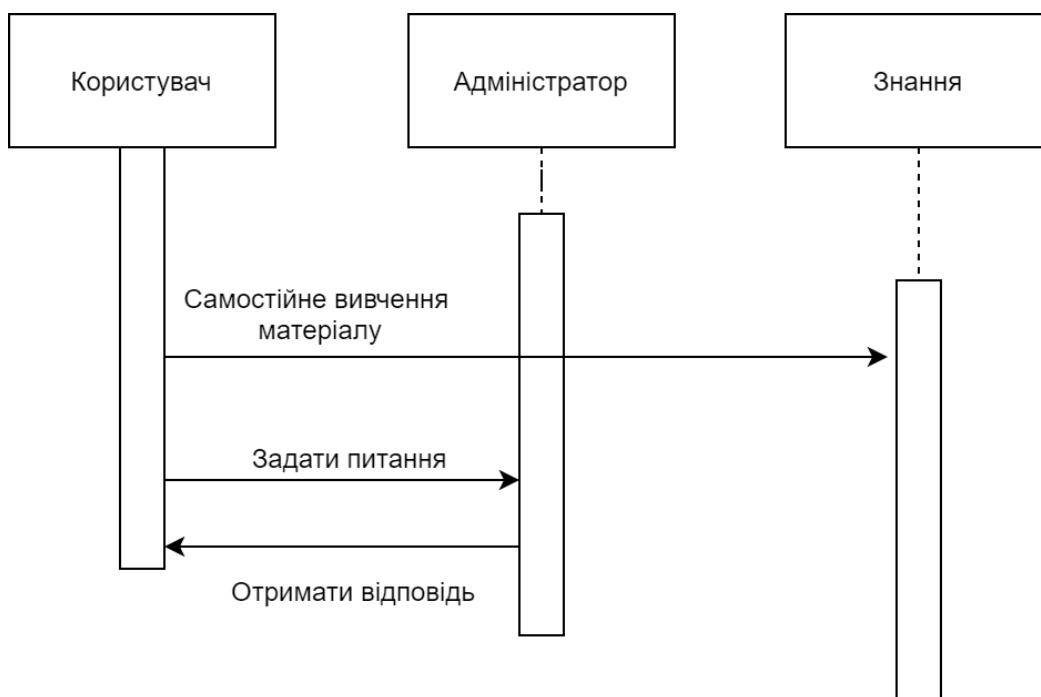 Користувач
Адміністратор
Знання
Самостійне вивчення
матеріалу
Задати питання
Отримати відповідь